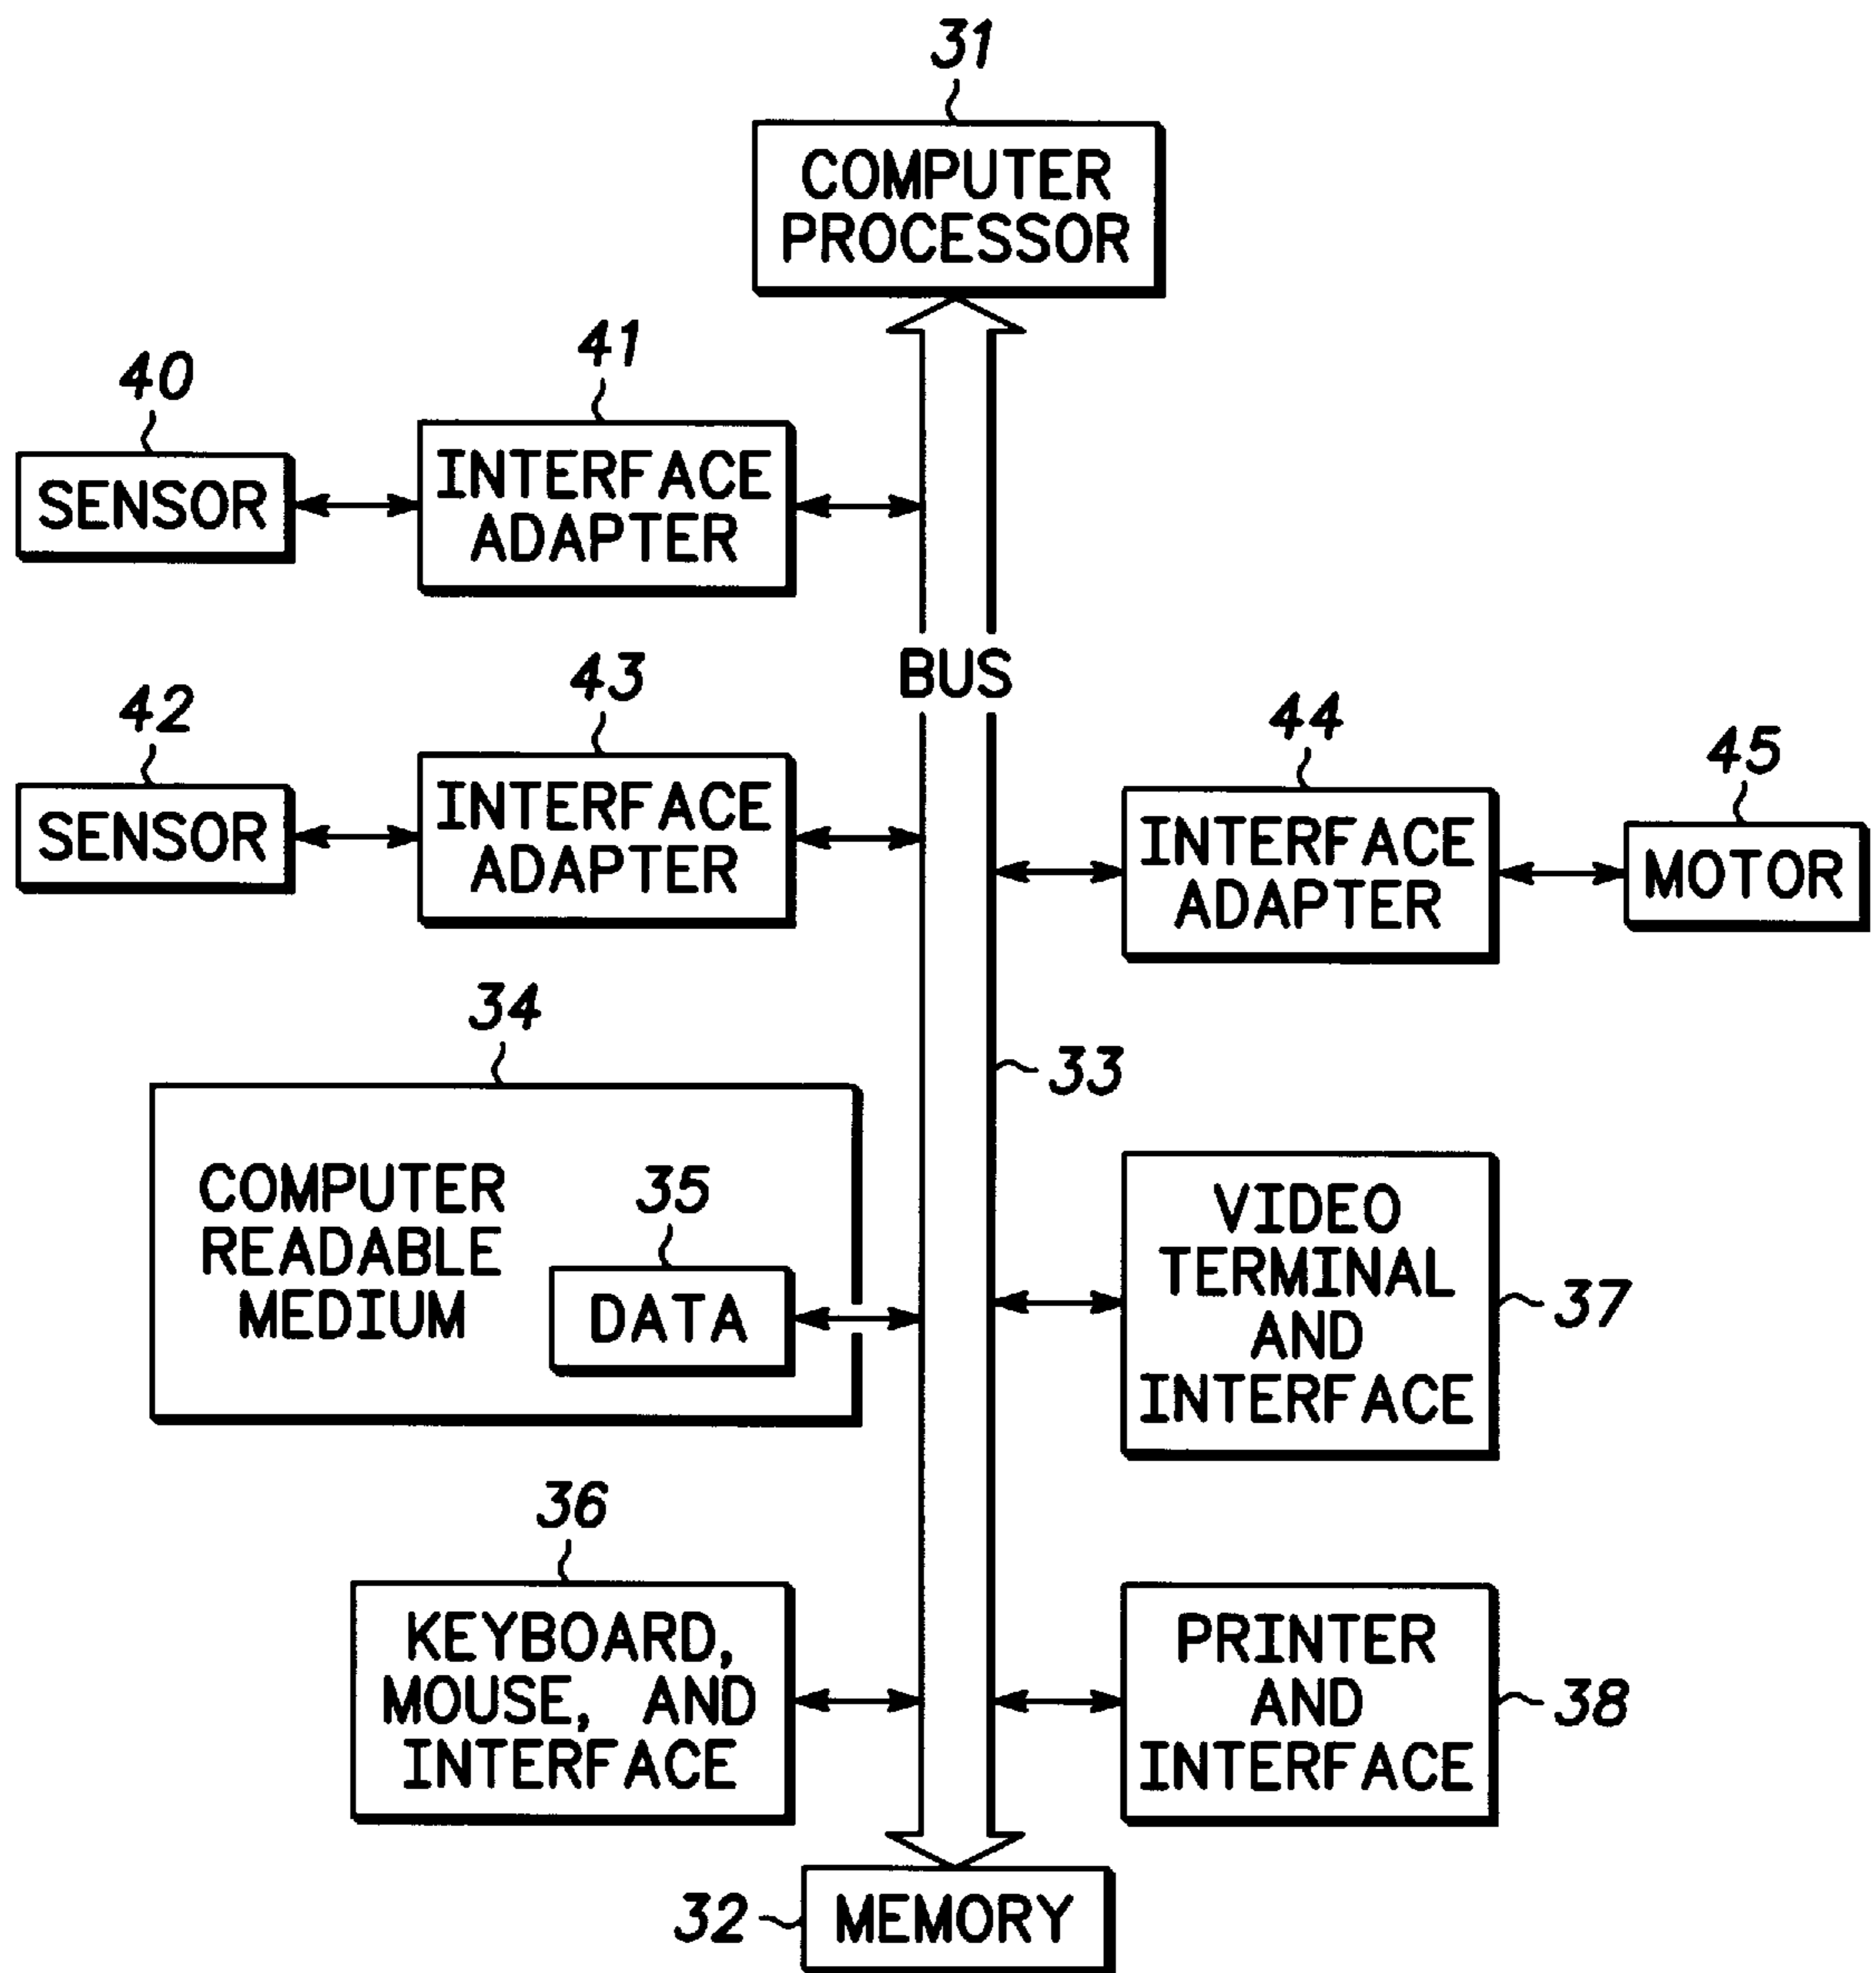 31
COMPUTER
PROCESSOR
40
41
SENSOR
INTERFACE
ADAPTER
BUS
42
43
SENSOR
INTERFACE
ADAPTER
44
45
INTERFACE
ADAPTER
MOTOR
34
33
COMPUTER
READABLE
MEDIUM
35
DATA
VIDEO
TERMINAL
AND
INTERFACE
37
36
KEYBOARD,
MOUSE, AND
INTERFACE
PRINTER
AND
INTERFACE
38
32
MEMORY